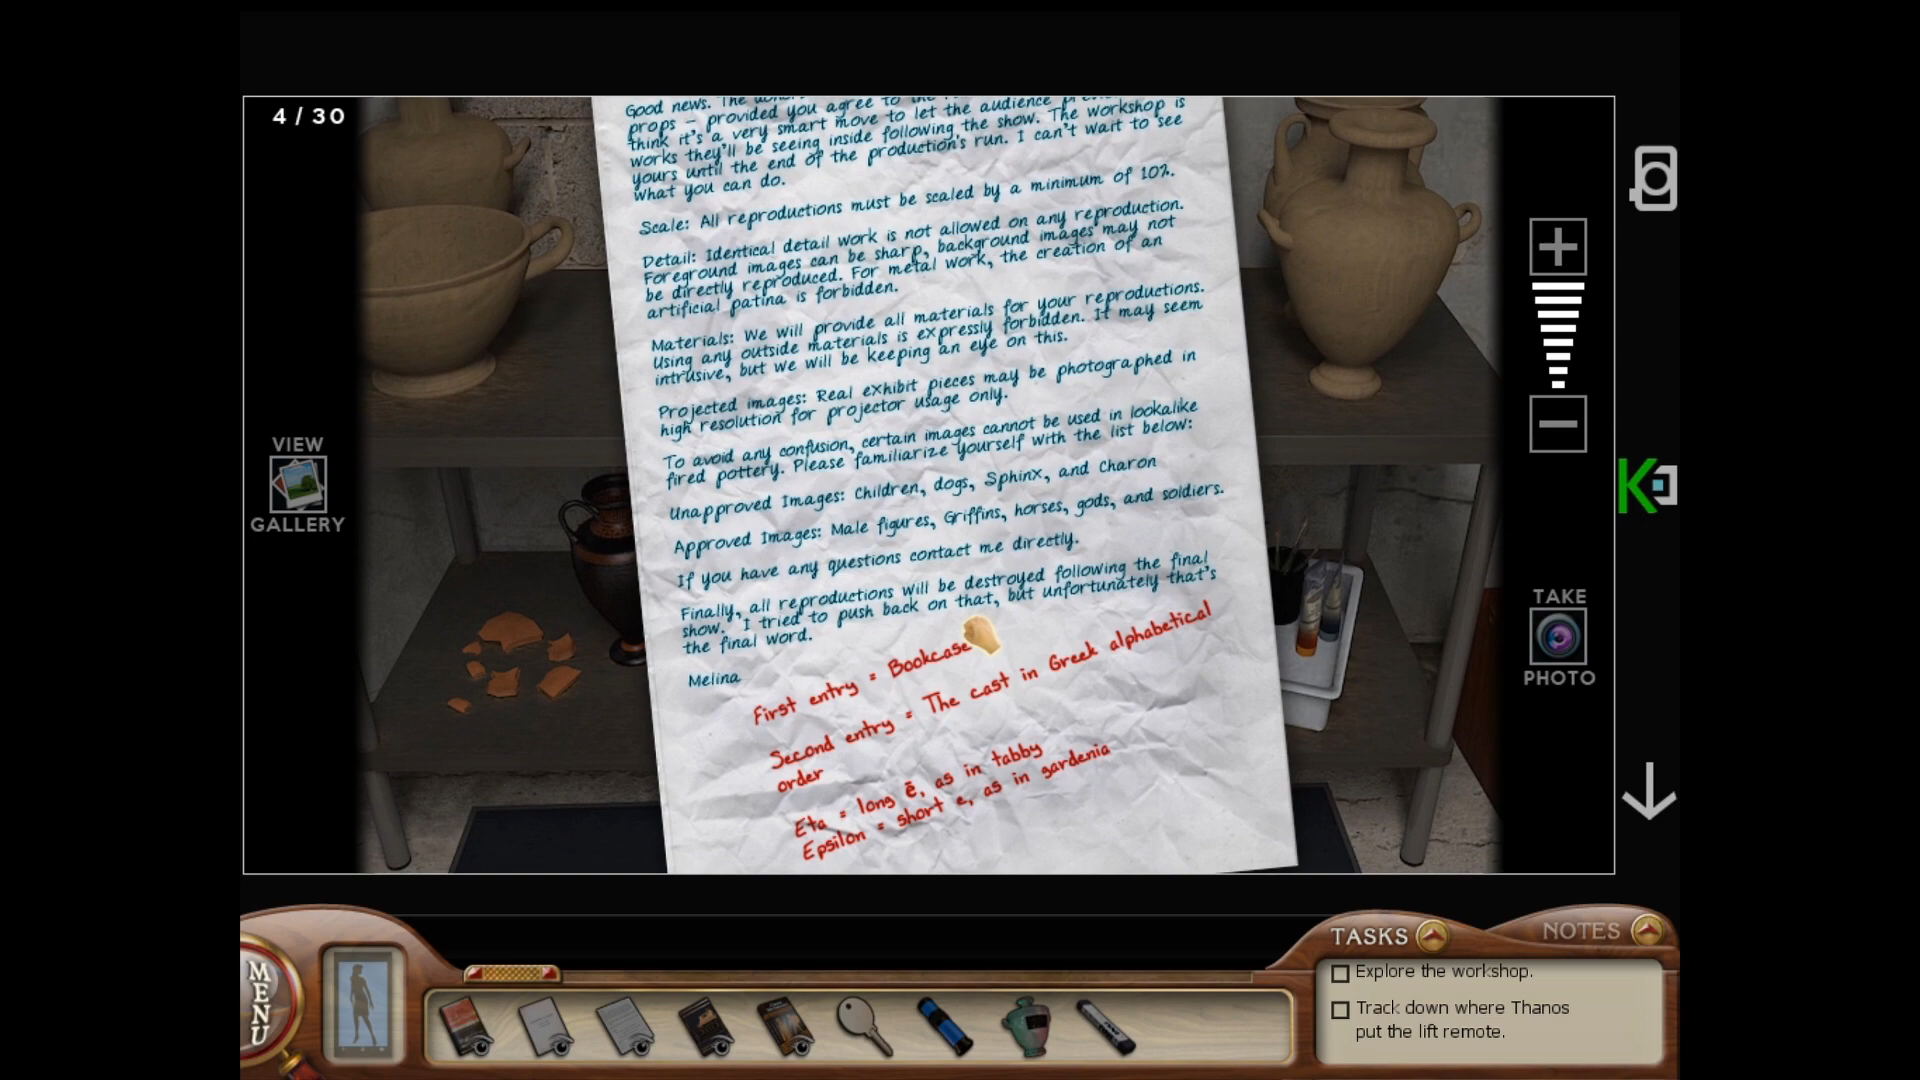 4 / 30
Good news. The
props – provided you agree to the
think it's a very smart move to let the audience
works they'll be seeing inside following the show. The workshop is
yours until the end of the production's run. I can't wait to see
what you can do.
Scale: All reproductions must be scaled by a minimum of 10%.
Detail: Identical detail work is not allowed on any reproduction.
Foreground images can be sharp, background images may not
be directly reproduced. For metal work, the creation of an
artificial patina is forbidden.
Materials: We will provide all materials for your reproductions.
Using any outside materials is expressly forbidden. It may seem
intrusive, but we will be keeping an eye on this.
Projected images: Real exhibit pieces may be photographed in
high resolution for projector usage only.
To avoid any confusion, certain images cannot be used in lookalike
fired pottery. Please familiarize yourself with the list below:
Unapproved Images: Children, dogs, Sphinx, and Charon
Approved Images: Male figures, Griffins, horses, gods, and soldiers.
If you have any questions contact me directly.
Finally, all reproductions will be destroyed following the final
show. I tried to push back on that, but unfortunately that's
the final word.
Melina
First entry = Bookcase
Second entry = The cast in Greek alphabetical
order
Eta = long ē, as in tabby
Epsilon = short e, as in gardenia
VIEW
GALLERY
TAKE
PHOTO
K
MENU
TASKS
NOTES
Explore the workshop.
Track down where Thanos
put the lift remote.